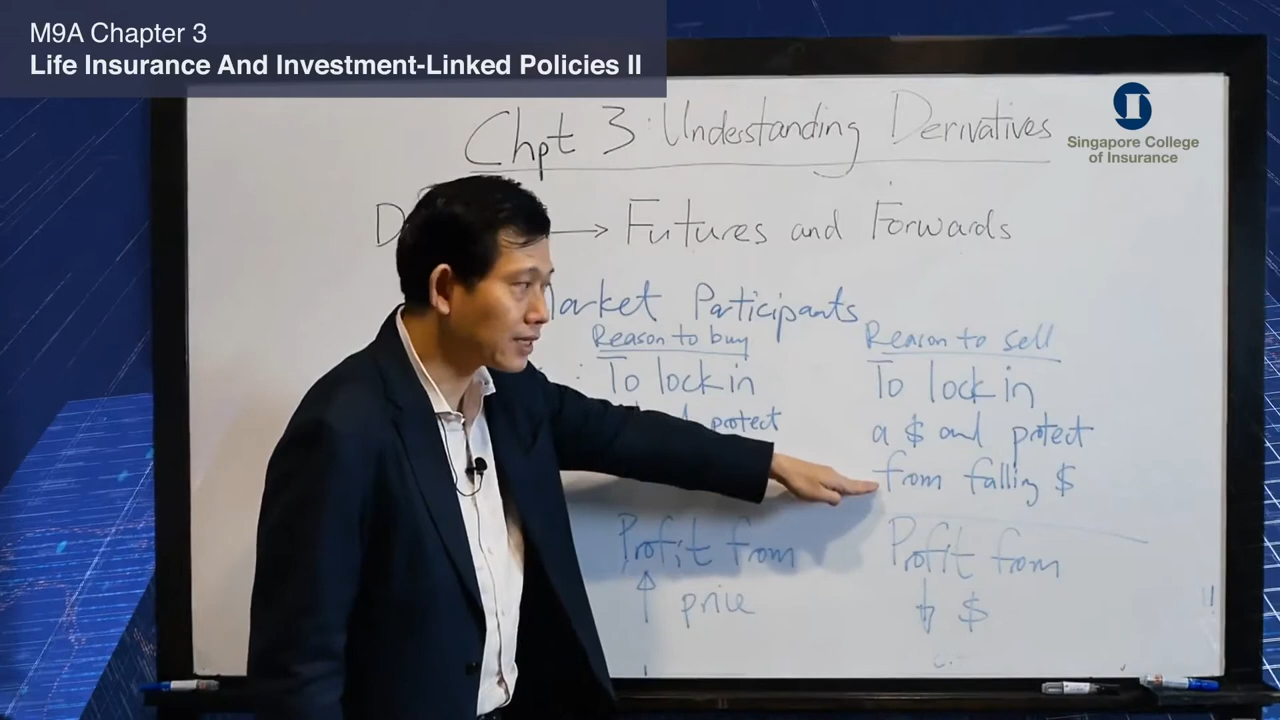 M9A Chapter 3
Life Insurance And Investment-Linked Policies II
Singapore College
of Insurance
Chpt 3: Understanding Derivatives
D → Futures and Forwards
Market Participants
Reason to buy
To lock in
protect
Profit from
↑ price
Reason to sell
To lock in
a $ and protect
from falling $
Profit from
↓ $